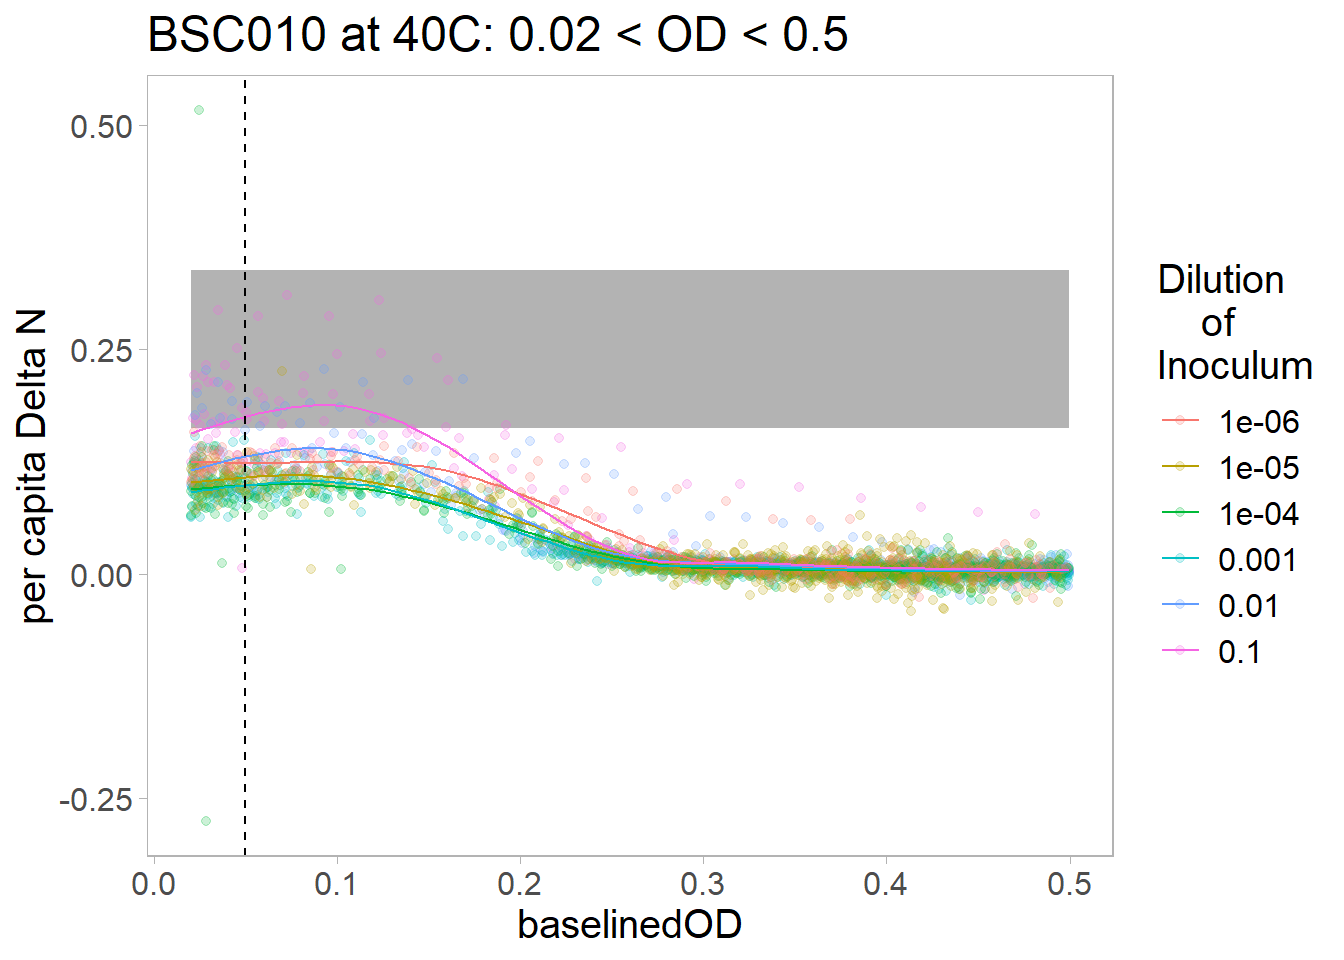 BSC010 at 40C: 0.02 < OD < 0.5
per capita Delta N
0.50
0.25
0.00
-0.25
0.0 0.1 0.2 0.3 0.4 0.5
baselinedOD
Dilution
of
Inoculum
1e-06
1e-05
1e-04
0.001
0.01
0.1